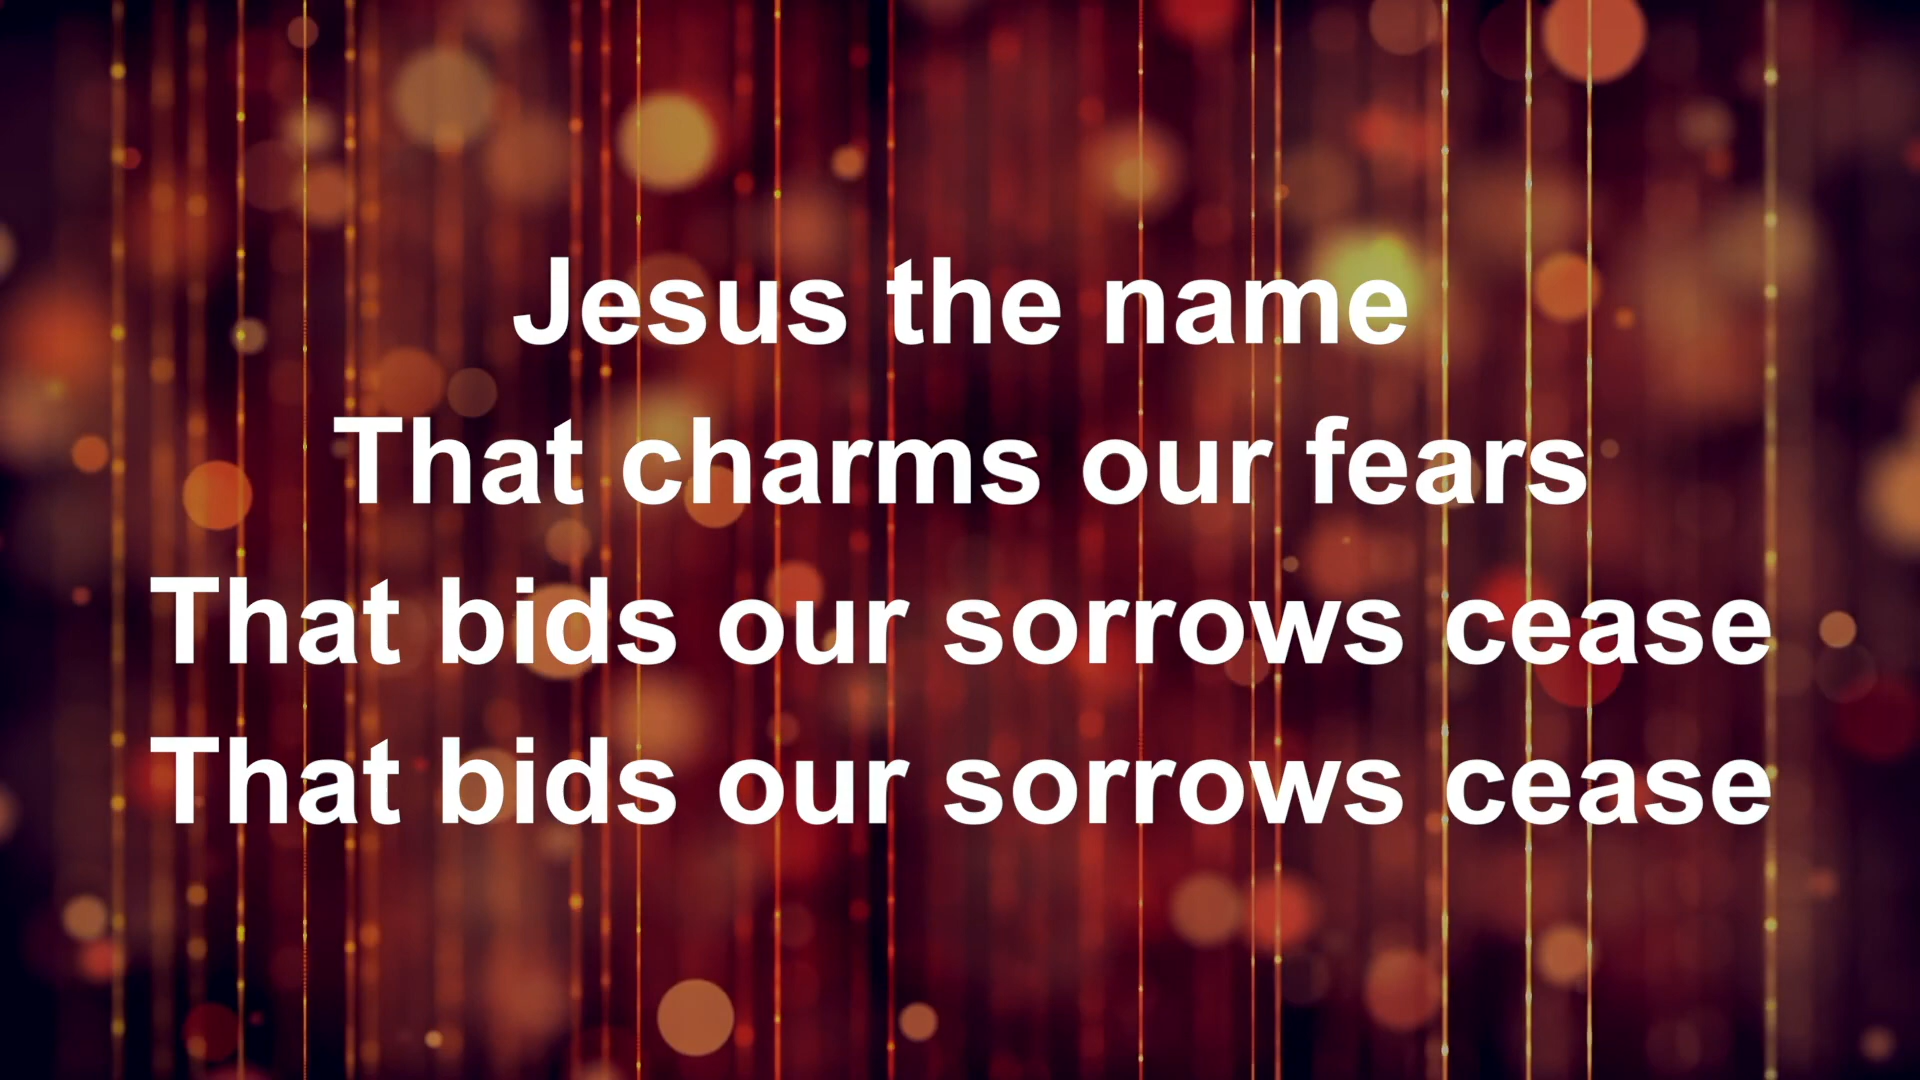 Jesus the name
That charms our fears
That bids our sorrows cease
That bids our sorrows cease